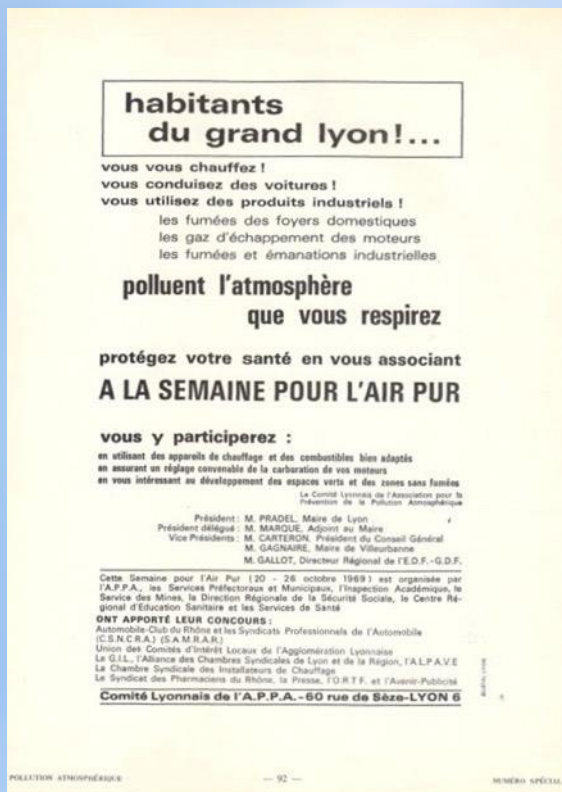 habitants
du grand lyon!...
vous vous chauffez !
vous conduisez des voitures !
vous utilisez des produits industriels !
les fumées des foyers domestiques
les gaz d'échappement des moteurs
les fumées et émanations industrielles
polluent l'atmosphère
que vous respirez
protégez votre santé en vous associant
A LA SEMAINE POUR L'AIR PUR
vous y participerez :
en utilisant des appareils de chauffage et des combustibles bien adaptés
en assurant un réglage convenable de la carburation de vos moteurs
en vous intéressant au développement des espaces verts et des zones sans fumées
Le Comité Lyonnais de l'Association pour la
Prévention de la Pollution Atmosphérique
Président : M. PRADEL, Maire de Lyon
Président délégué : M. MARQUE, Adjoint au Maire
Vice Présidents : M. CARTERON, Président du Conseil Général
M. GAGNAIRE, Maire de Villeurbanne
M. GALLOT, Directeur Régional de l'E.D.F.-G.D.F.
Cette Semaine pour l'Air Pur (20 - 26 octobre 1969) est organisée par
l'A.P.P.A., les Services Préfectoraux et Municipaux, l'Inspection Académique, le
Service des Mines, la Direction Régionale de la Sécurité Sociale, le Centre Ré-
gional d'Education Sanitaire et les Services de Santé
ONT APPORTÉ LEUR CONCOURS :
Automobile-Club du Rhône et les Syndicats Professionnels de l'Automobile
(C.S.N.C.R.A.) (S.A.M.R.A.R.)
Union des Comités d'Intérêt Locaux de l'Agglomération Lyonnaise
Le G.I.L., l'Alliance des Chambres Syndicales de Lyon et de la Région, l'A.L.P.A.V.E
La Chambre Syndicale des Installateurs de Chauffage
Le Syndicat des Pharmaciens du Rhône, la Presse, l'O.R.T.F. et l'Avenir-Publicité
Comité Lyonnais de l'A.P.P.A. - 60 rue de Sèze - LYON 6
POLLUTION ATMOSPHÉRIQUE
— 92 —
NUMÉRO SPÉCIAL